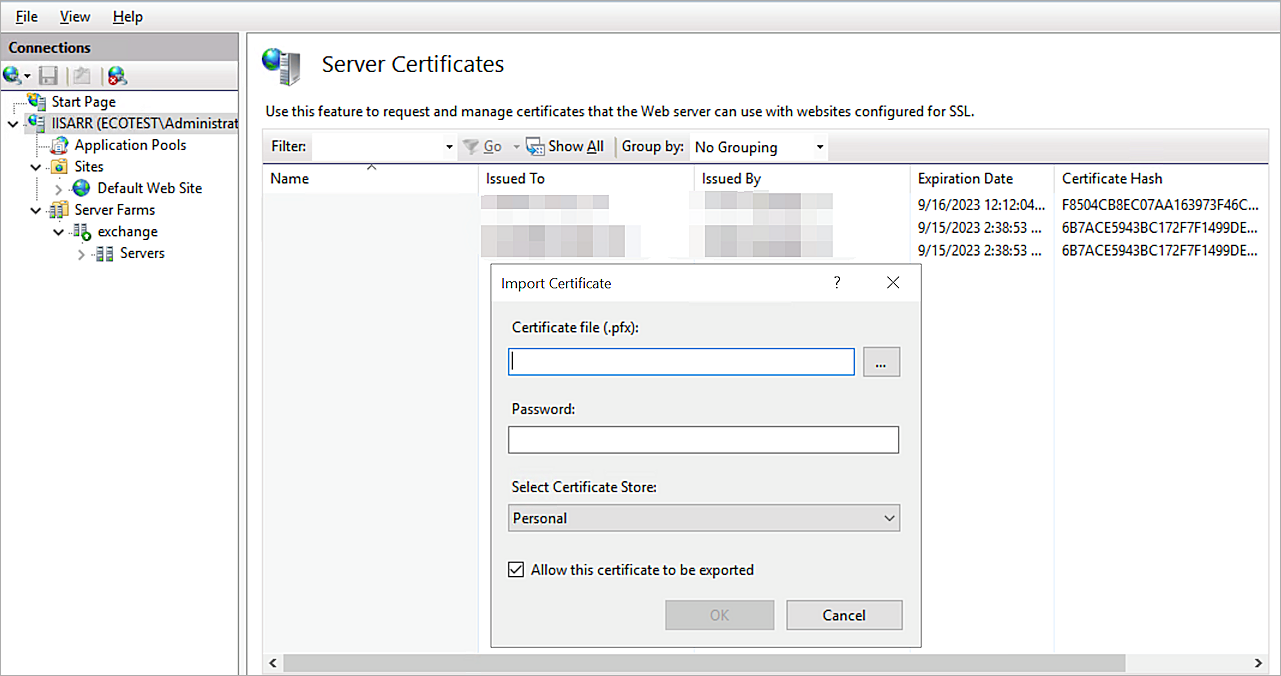 File View Help
Connections
Start Page
IISARR (ECOTEST\Administrat
Application Pools
Sites
Default Web Site
Server Farms
exchange
Servers
Server Certificates
Use this feature to request and manage certificates that the Web server can use with websites configured for SSL.
Filter: Go Show All Group by: No Grouping
Name Issued To Issued By Expiration Date Certificate Hash
9/16/2023 12:12:04... F8504CB8EC07AA163973F46C...
9/15/2023 2:38:53 ... 6B7ACE5943BC172F7F1499DE...
9/15/2023 2:38:53 ... 6B7ACE5943BC172F7F1499DE...
Import Certificate ?
Certificate file (.pfx):
...
Password:
Select Certificate Store:
Personal
Allow this certificate to be exported
OK Cancel